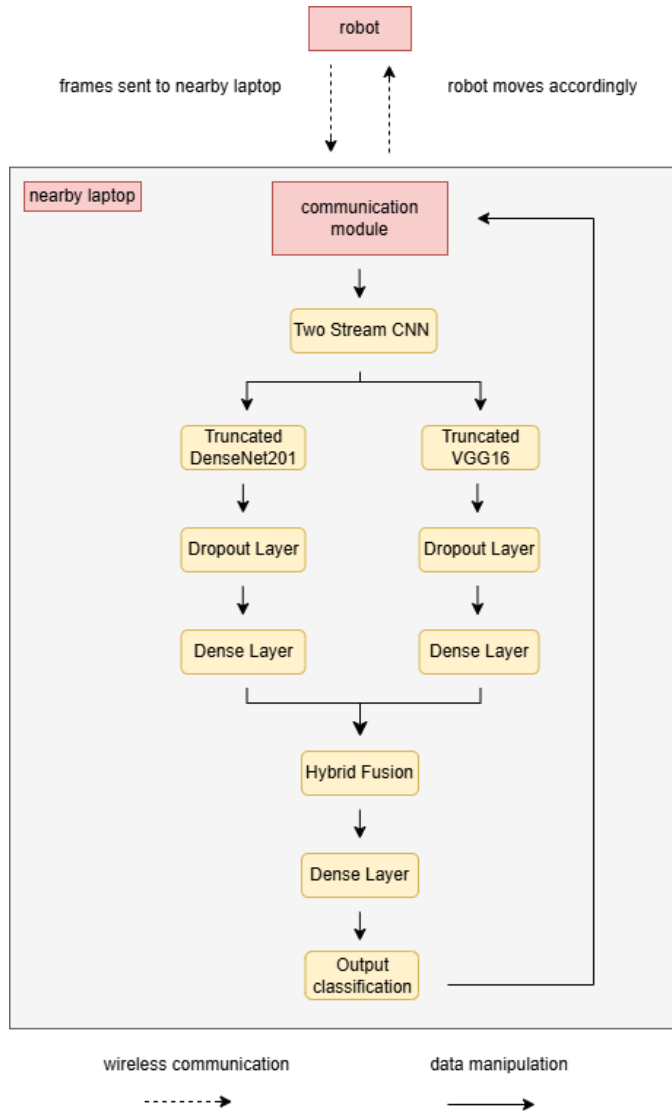 robot
frames sent to nearby laptop
robot moves accordingly
nearby laptop
communication
module
Two Stream CNN
Truncated
DenseNet201
Truncated
VGG16
Dropout Layer
Dropout Layer
Dense Layer
Dense Layer
Hybrid Fusion
Dense Layer
Output
classification
wireless communication
data manipulation